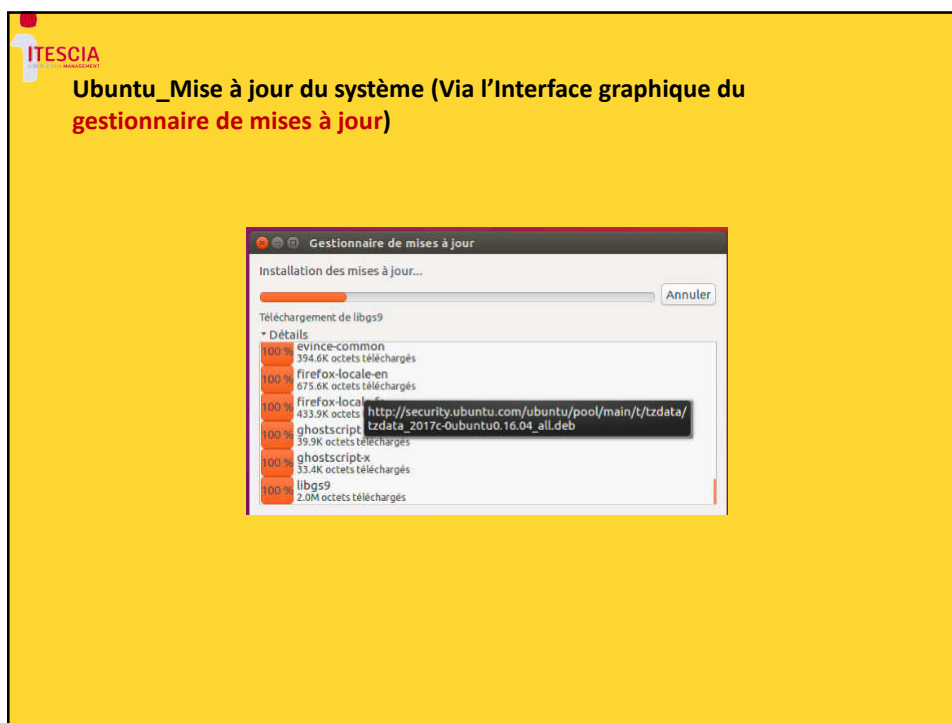 ITESCIA
Ubuntu_Mise à jour du système (Via l’Interface graphique du
gestionnaire de mises à jour)
Gestionnaire de mises à jour
Installation des mises à jour...
Annuler
Téléchargement de libgs9
Détails
100 % evince-common
394.6K octets téléchargés
100 % firefox-locale-en
675.6K octets téléchargés
100 %
433.9K octets
http://security.ubuntu.com/ubuntu/pool/main/t/tzdata/
tzdata_2017c-0ubuntu0.16.04_all.deb
100 % ghostscript
39.9K octets téléchargés
100 % ghostscript-x
33.4K octets téléchargés
100 % libgs9
2.0M octets téléchargés